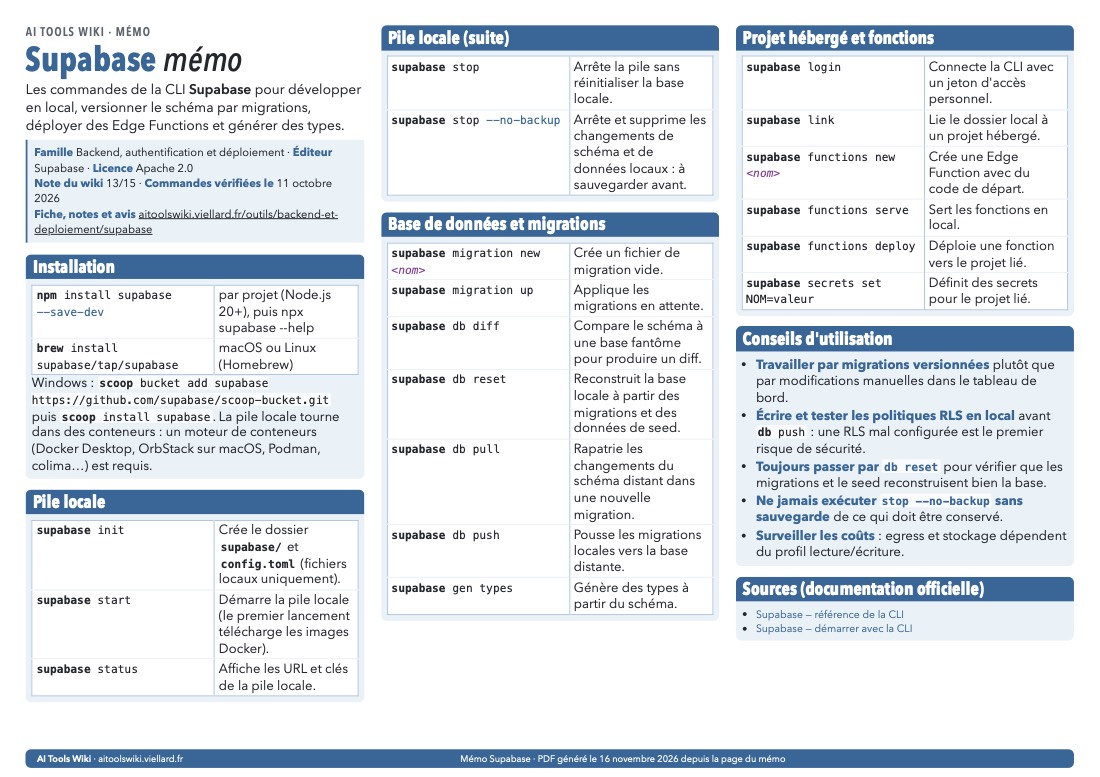 AI TOOLS WIKI · MÉMO
Supabase mémo
Les commandes de la CLI Supabase pour développer
en local, versionner le schéma par migrations,
déployer des Edge Functions et générer des types.
Famille Backend, authentification et déploiement · Éditeur
Supabase · Licence Apache 2.0
Note du wiki 13/15 · Commandes vérifiées le 11 octobre
2026
Fiche, notes et avis aitoolswiki.viellard.fr/outils/backend-et-
deploiement/supabase
Installation
npm install supabase
--save-dev
par projet (Node.js
20+), puis npx
supabase --help
brew install
supabase/tap/supabase
macOS ou Linux
(Homebrew)
Windows : scoop bucket add supabase
https://github.com/supabase/scoop-bucket.git
puis scoop install supabase. La pile locale tourne
dans des conteneurs : un moteur de conteneurs
(Docker Desktop, OrbStack sur macOS, Podman,
colima…) est requis.
Pile locale
supabase init
Crée le dossier
supabase/ et
config.toml (fichiers
locaux uniquement).
supabase start
Démarre la pile locale
(le premier lancement
télécharge les images
Docker).
supabase status
Affiche les URL et clés
de la pile locale.
Pile locale (suite)
supabase stop
Arrête la pile sans
réinitialiser la base
locale.
supabase stop --no-backup
Arrête et supprime les
changements de
schéma et de
données locaux : à
sauvegarder avant.
Base de données et migrations
supabase migration new
<nom>
Crée un fichier de
migration vide.
supabase migration up
Applique les
migrations en attente.
supabase db diff
Compare le schéma à
une base fantôme
pour produire un diff.
supabase db reset
Reconstruit la base
locale à partir des
migrations et des
données de seed.
supabase db pull
Rapatrie les
changements du
schéma distant dans
une nouvelle
migration.
supabase db push
Pousse les migrations
locales vers la base
distante.
supabase gen types
Génère des types à
partir du schéma.
Projet hébergé et fonctions
supabase login
Connecte la CLI avec
un jeton d'accès
personnel.
supabase link
Lie le dossier local à
un projet hébergé.
supabase functions new
<nom>
Crée une Edge
Function avec du
code de départ.
supabase functions serve
Sert les fonctions en
local.
supabase functions deploy
Déploie une fonction
vers le projet lié.
supabase secrets set
NOM=valeur
Définit des secrets
pour le projet lié.
Conseils d'utilisation
• Travailler par migrations versionnées plutôt que
par modifications manuelles dans le tableau de
bord.
• Écrire et tester les politiques RLS en local avant
db push : une RLS mal configurée est le premier
risque de sécurité.
• Toujours passer par db reset pour vérifier que les
migrations et le seed reconstruisent bien la base.
• Ne jamais exécuter stop --no-backup sans
sauvegarde de ce qui doit être conservé.
• Surveiller les coûts : egress et stockage dépendent
du profil lecture/écriture.
Sources (documentation officielle)
• Supabase – référence de la CLI
• Supabase – démarrer avec la CLI
AI Tools Wiki · aitoolswiki.viellard.fr
Mémo Supabase · PDF généré le 16 novembre 2026 depuis la page du mémo